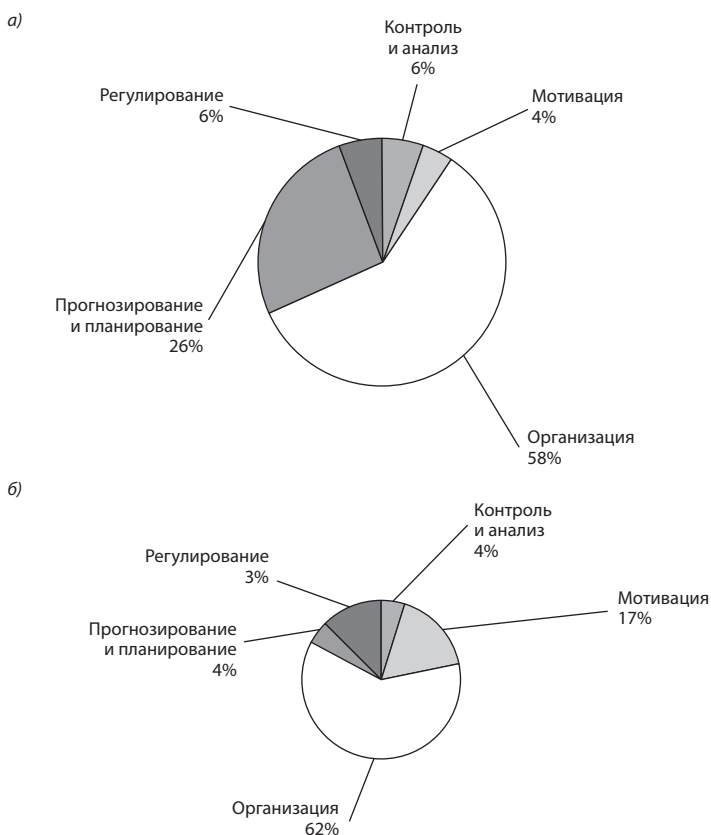 а)
Контроль
и анализ
6%
Регулирование
6%
Мотивация
4%
Прогнозирование
и планирование
26%
Организация
58%
б)
Контроль
и анализ
4%
Регулирование
3%
Мотивация
17%
Прогнозирование
и планирование
4%
Организация
62%